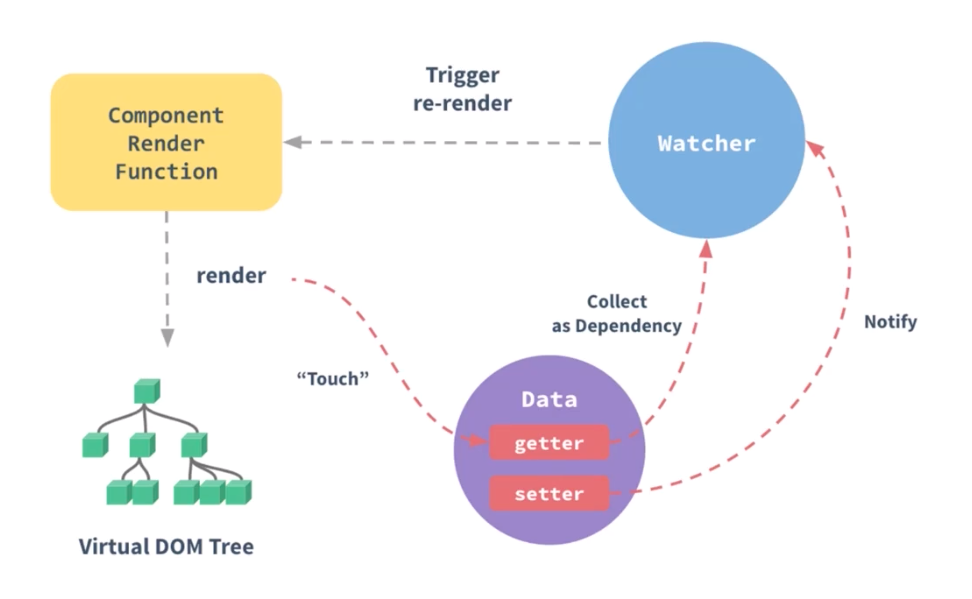 Trigger
re-render
Component
Render
Function
Watcher
render
Collect
as Dependency
Notify
“Touch”
Data
getter
setter
Virtual DOM Tree